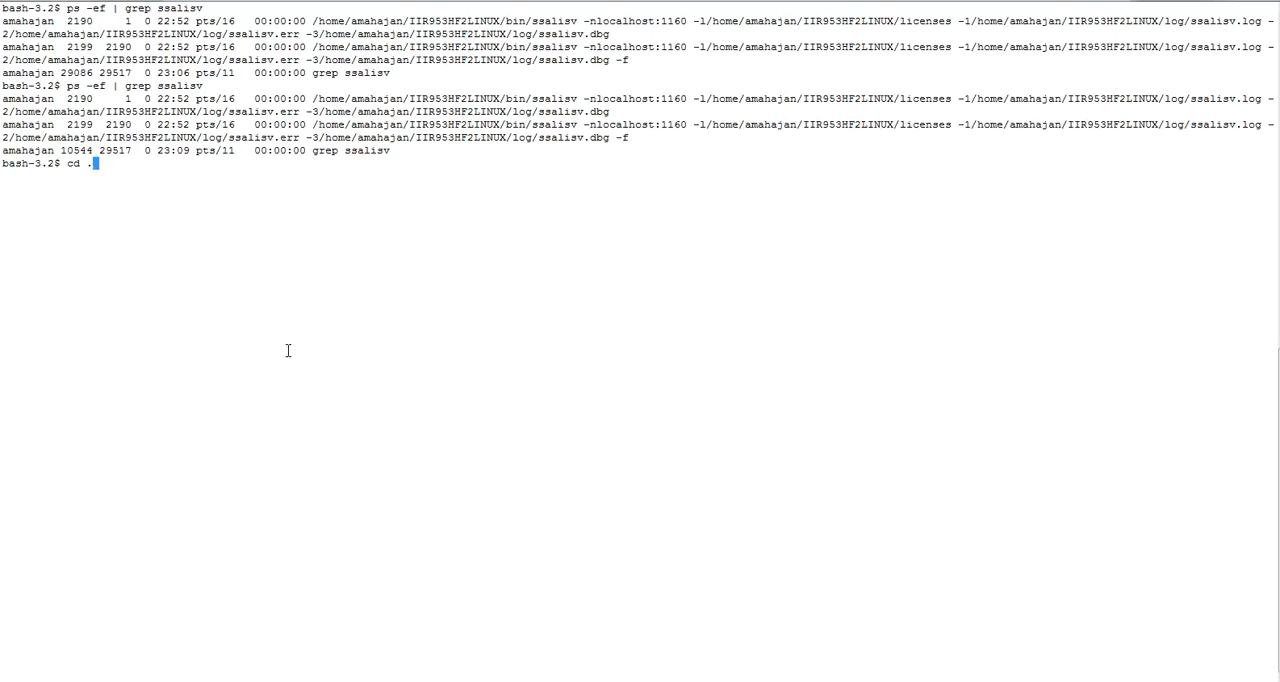 bash-3.2$ ps -ef | grep ssalisv
amahajan  2190     1  0 22:52 pts/16   00:00:00 /home/amahajan/IIR953HF2LINUX/bin/ssalisv -nlocalhost:1160 -l/home/amahajan/IIR953HF2LINUX/licenses -1/home/amahajan/IIR953HF2LINUX/log/ssalisv.log -
2/home/amahajan/IIR953HF2LINUX/log/ssalisv.err -3/home/amahajan/IIR953HF2LINUX/log/ssalisv.dbg
amahajan  2199  2190  0 22:52 pts/16   00:00:00 /home/amahajan/IIR953HF2LINUX/bin/ssalisv -nlocalhost:1160 -l/home/amahajan/IIR953HF2LINUX/licenses -1/home/amahajan/IIR953HF2LINUX/log/ssalisv.log -
2/home/amahajan/IIR953HF2LINUX/log/ssalisv.err -3/home/amahajan/IIR953HF2LINUX/log/ssalisv.dbg -f
amahajan 29086 29517  0 23:06 pts/11   00:00:00 grep ssalisv
bash-3.2$ ps -ef | grep ssalisv
amahajan  2190     1  0 22:52 pts/16   00:00:00 /home/amahajan/IIR953HF2LINUX/bin/ssalisv -nlocalhost:1160 -l/home/amahajan/IIR953HF2LINUX/licenses -1/home/amahajan/IIR953HF2LINUX/log/ssalisv.log -
2/home/amahajan/IIR953HF2LINUX/log/ssalisv.err -3/home/amahajan/IIR953HF2LINUX/log/ssalisv.dbg
amahajan  2199  2190  0 22:52 pts/16   00:00:00 /home/amahajan/IIR953HF2LINUX/bin/ssalisv -nlocalhost:1160 -l/home/amahajan/IIR953HF2LINUX/licenses -1/home/amahajan/IIR953HF2LINUX/log/ssalisv.log -
2/home/amahajan/IIR953HF2LINUX/log/ssalisv.err -3/home/amahajan/IIR953HF2LINUX/log/ssalisv.dbg -f
amahajan 10544 29517  0 23:09 pts/11   00:00:00 grep ssalisv
bash-3.2$ cd .